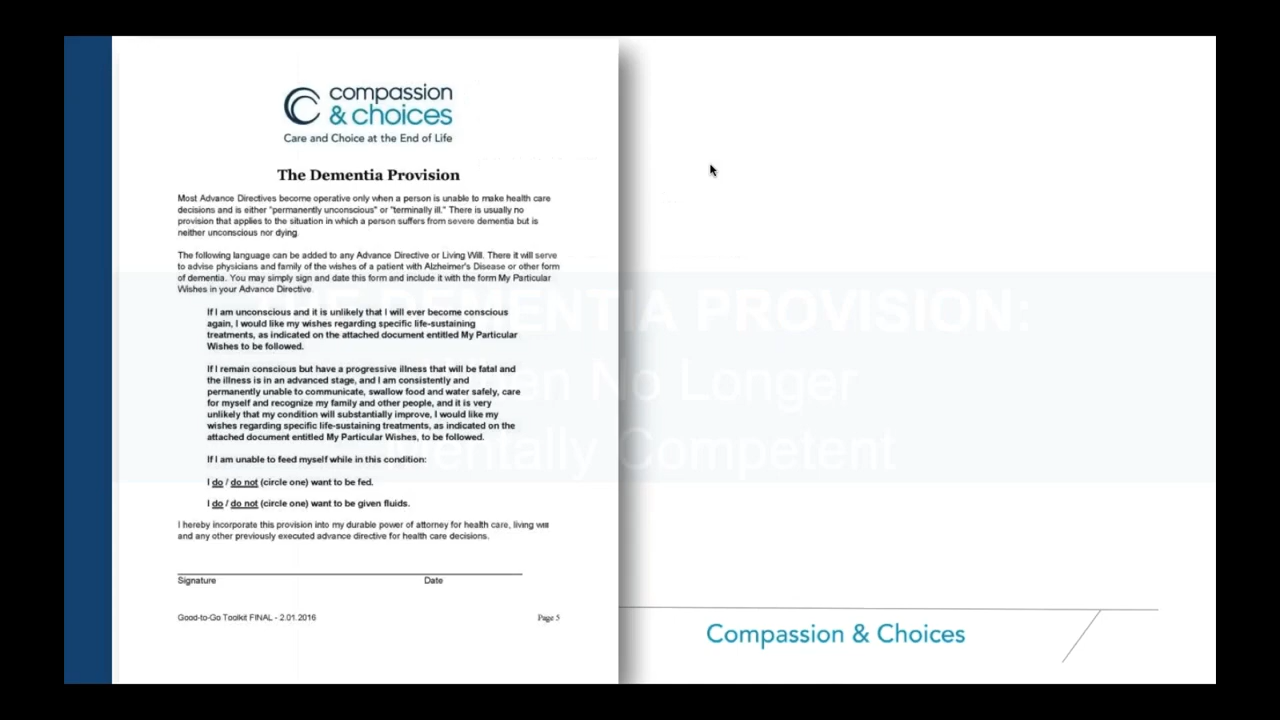 compassion
& choices
Care and Choice at the End of Life
The Dementia Provision
Most Advance Directives become operative only when a person is unable to make health care
decisions and is either "permanently unconscious" or "terminally ill." There is usually no
provision that applies to the situation in which a person suffers from severe dementia but is
neither unconscious nor dying.
The following language can be added to any Advance Directive or Living Will. There it will serve
to advise physicians and family of the wishes of a patient with Alzheimer's Disease or other form
of dementia. You may simply sign and date this form and include it with the form My Particular
Wishes in your Advance Directive.
If I am unconscious and it is unlikely that I will ever become conscious
again, I would like my wishes regarding specific life-sustaining
treatments, as indicated on the attached document entitled My Particular
Wishes to be followed.
If I remain conscious but have a progressive illness that will be fatal and
the illness is in an advanced stage, and I am consistently and
permanently unable to communicate, swallow food and water safely, care
for myself and recognize my family and other people, and it is very
unlikely that my condition will substantially improve, I would like my
wishes regarding specific life-sustaining treatments, as indicated on the
attached document entitled My Particular Wishes, to be followed.
If I am unable to feed myself while in this condition:
I do / do not (circle one) want to be fed.
I do / do not (circle one) want to be given fluids.
I hereby incorporate this provision into my durable power of attorney for health care, living will
and any other previously executed advance directive for health care decisions.
Signature Date
Good-to-Go Toolkit FINAL - 2.01.2016 Page 5
DEMENTIA PROVISION:
No Longer
Competent
Compassion & Choices